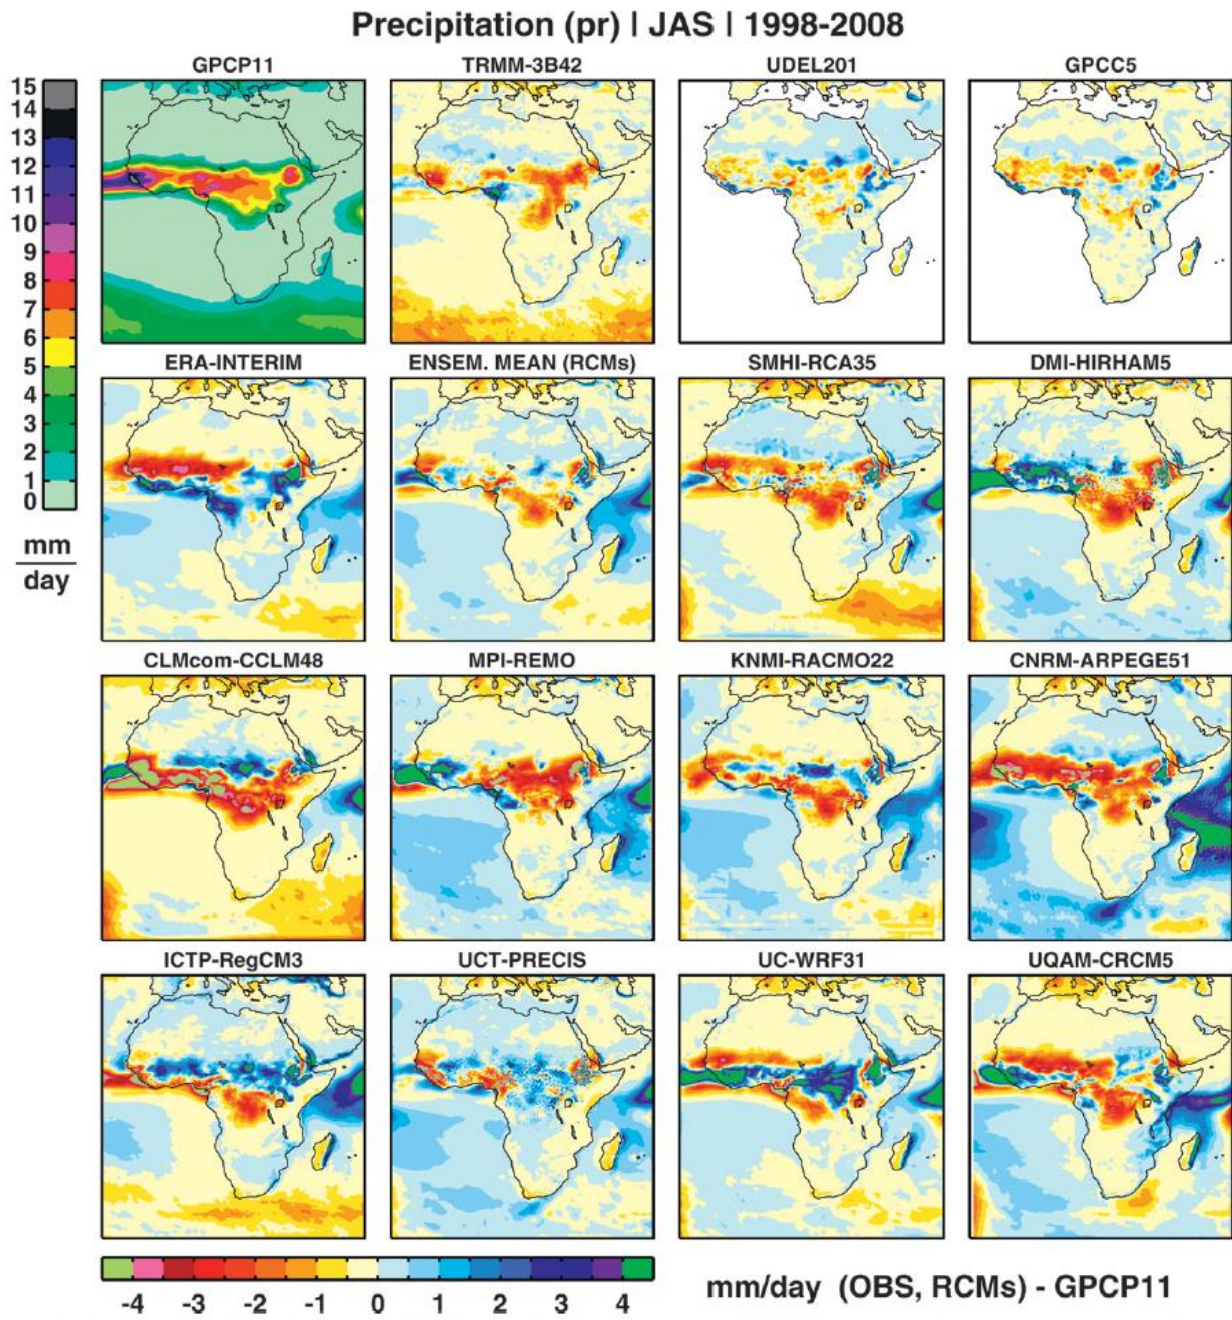 Precipitation (pr) | JAS | 1998-2008
GPCP11 TRMM-3B42 UDEL201 GPCC5
15
14
13
12
11
10
9
8
7
6
5
4
3
2
1
0
mm
day
ERA-INTERIM ENSEM. MEAN (RCMs) SMHI-RCA35 DMI-HIRHAM5
CLMcom-CCLM48 MPI-REMO KNMI-RACMO22 CNRM-ARPEGE51
ICTP-RegCM3 UCT-PRECIS UC-WRF31 UQAM-CRCM5
-4 -3 -2 -1 0 1 2 3 4
mm/day (OBS, RCMs) - GPCP11